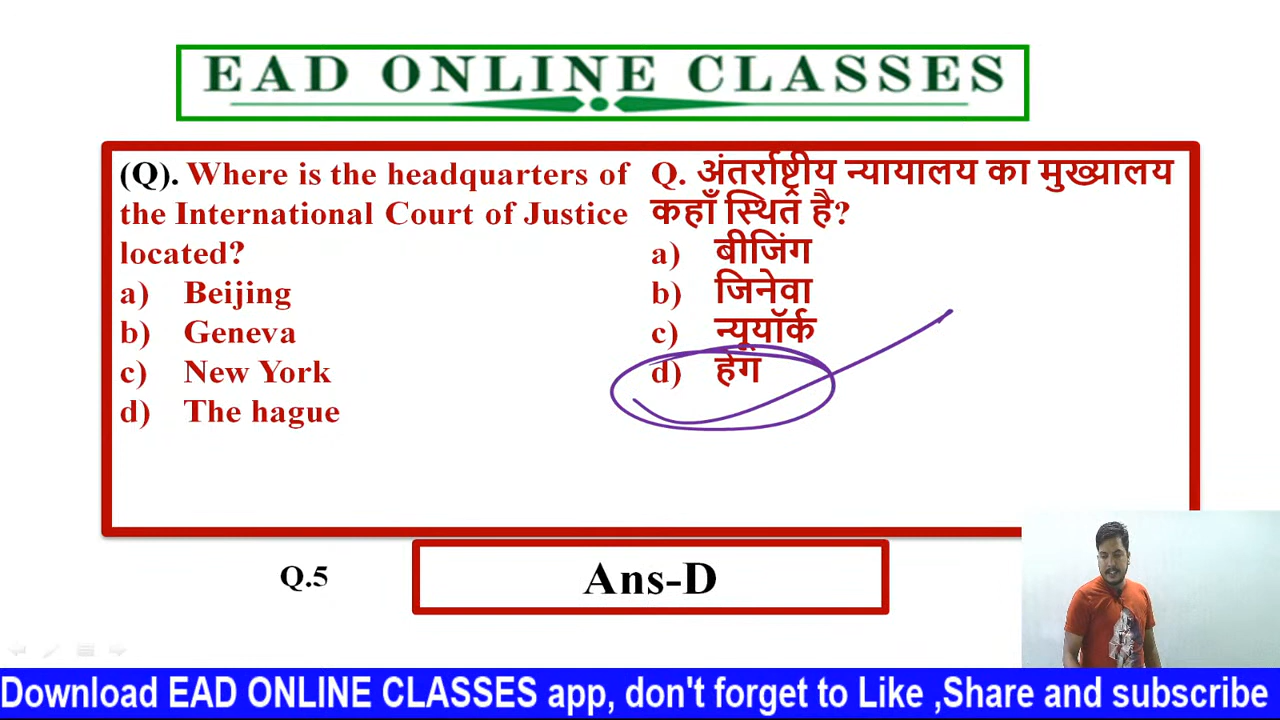 EAD ONLINE CLASSES
(Q). Where is the headquarters of
the International Court of Justice
located?
a) Beijing
b) Geneva
c) New York
d) The hague
Q. अंतर्राष्ट्रीय न्यायालय का मुख्यालय
कहाँ स्थित है?
a) बीजिंग
b) जिनेवा
c) न्यूयॉर्क
d) हेग
Q.5
Ans-D
Download EAD ONLINE CLASSES app, don't forget to Like ,Share and subscribe